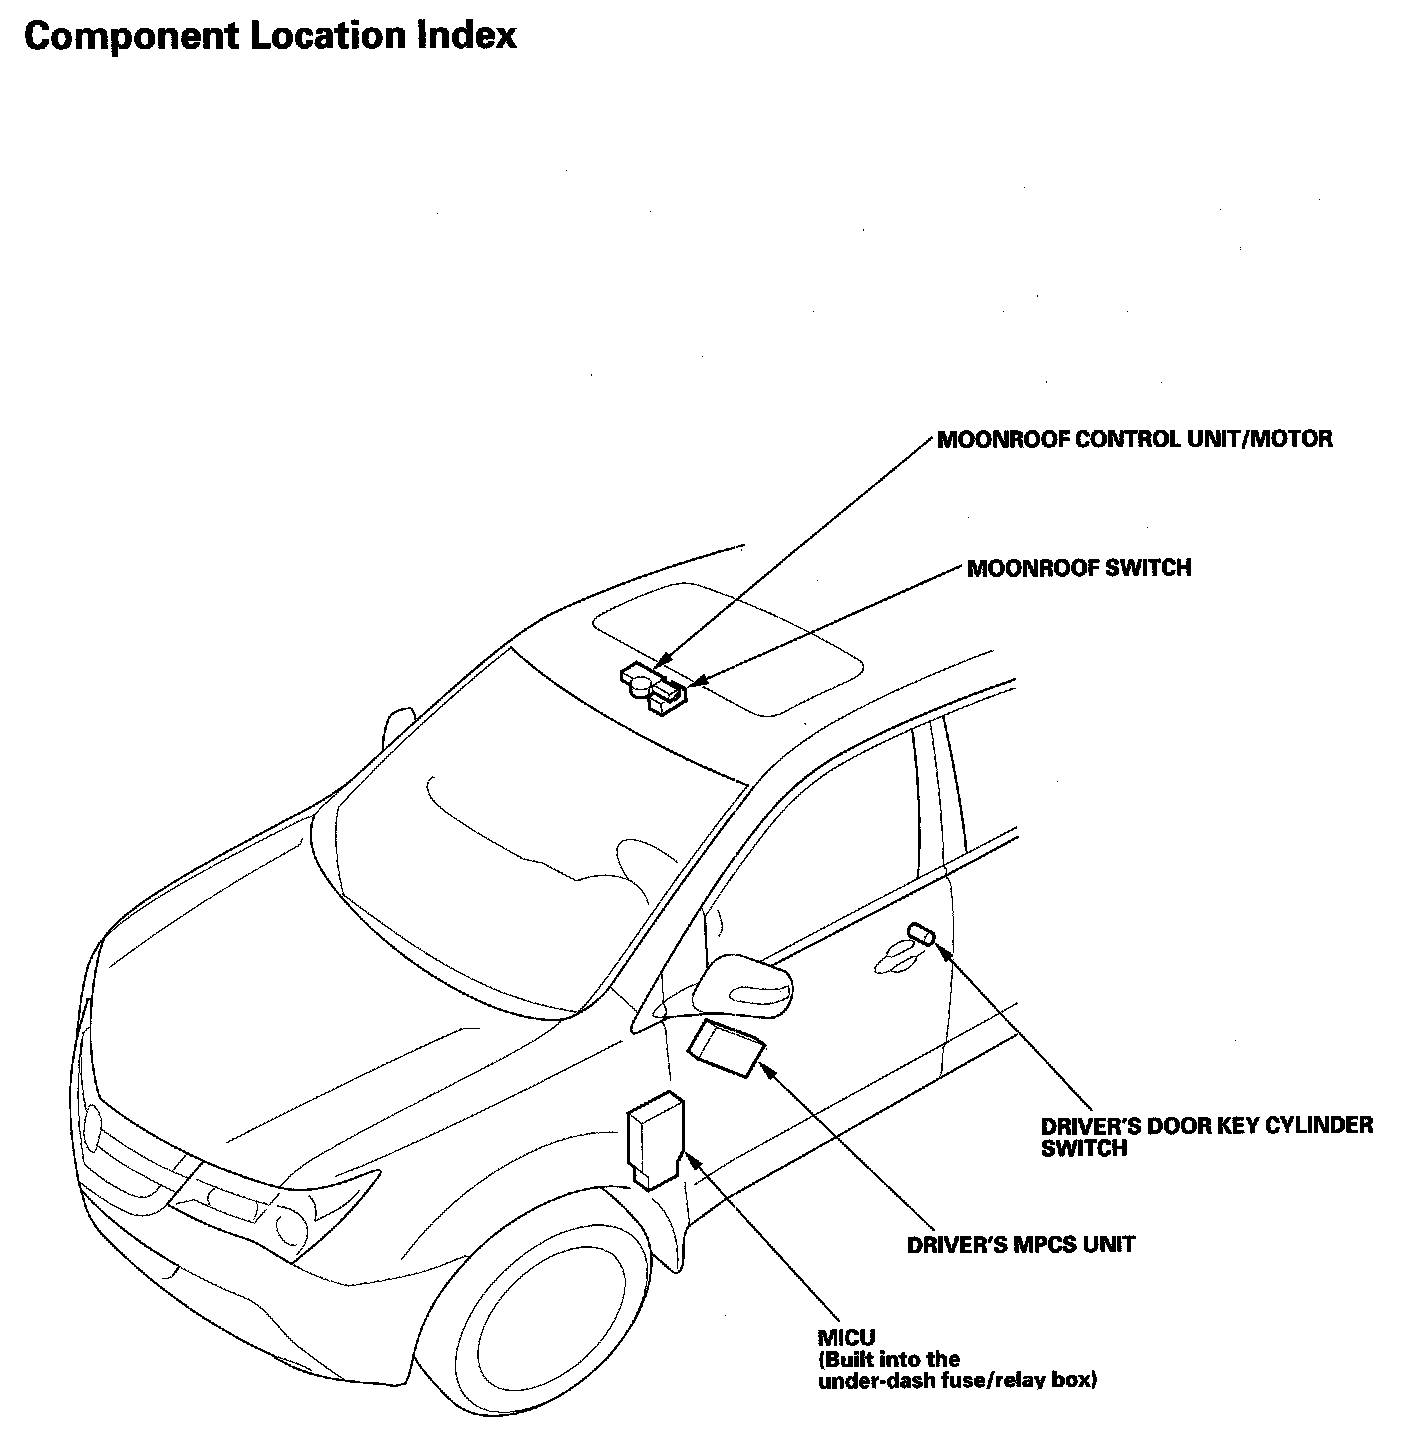 Component Location Index
MOONROOF CONTROL UNIT/MOTOR
MOONROOF SWITCH
DRIVER'S DOOR KEY CYLINDER
SWITCH
DRIVER'S MPCS UNIT
MICU
(Built into the
under-dash fuse/relay box)